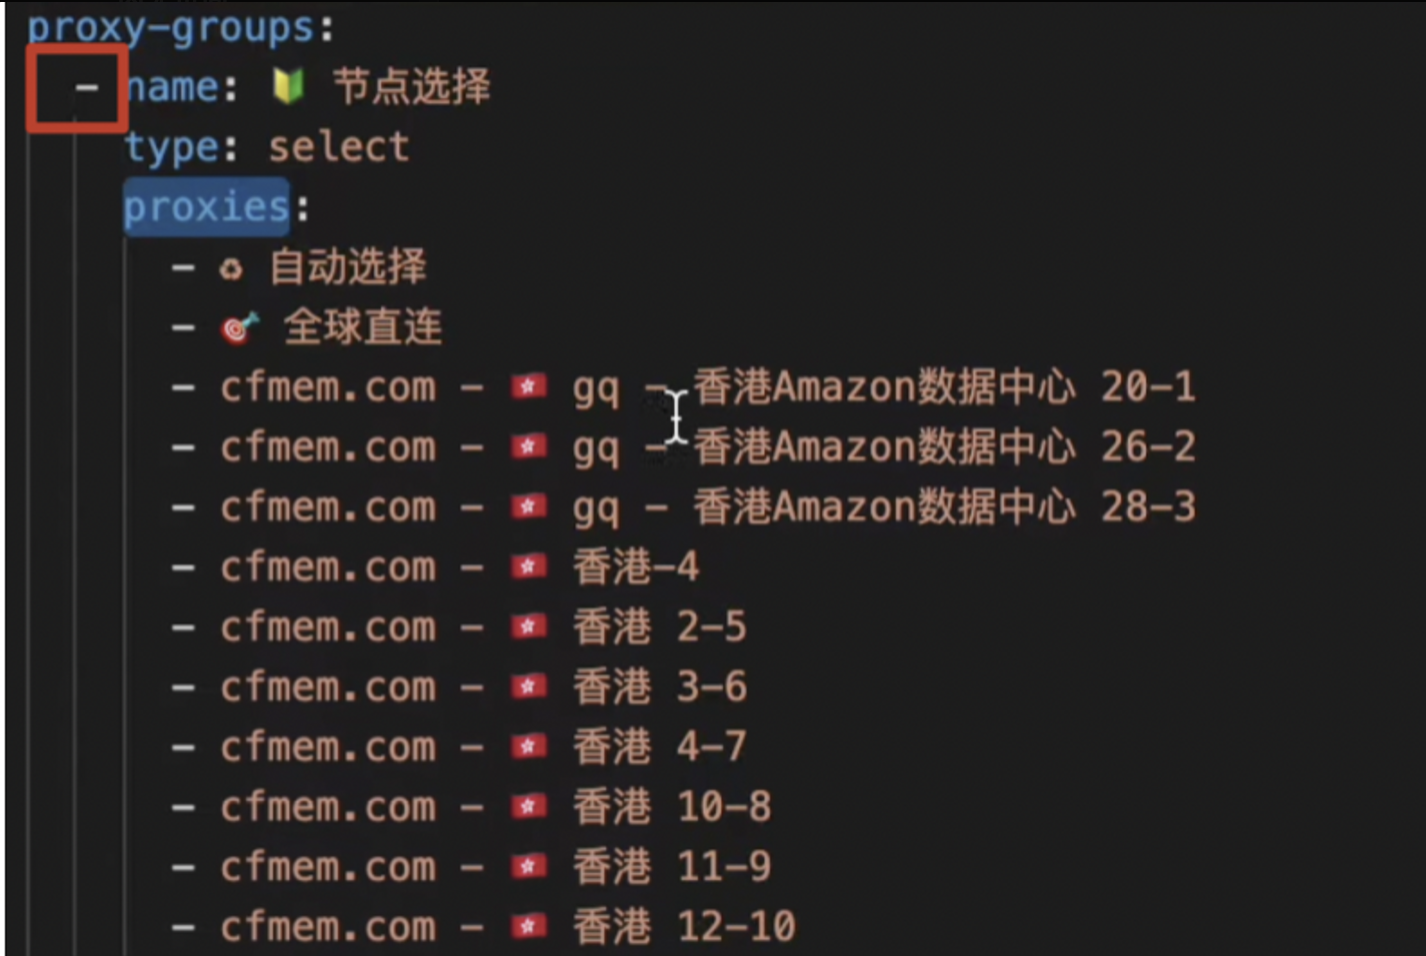 proxy-groups:
- name: 🔰 节点选择
type: select
proxies:
- ♻ 自动选择
- 🎯 全球直连
- cfmem.com - 🇭🇰 gq - 香港Amazon数据中心 20-1
- cfmem.com - 🇭🇰 gq - 香港Amazon数据中心 26-2
- cfmem.com - 🇭🇰 gq - 香港Amazon数据中心 28-3
- cfmem.com - 🇭🇰 香港-4
- cfmem.com - 🇭🇰 香港 2-5
- cfmem.com - 🇭🇰 香港 3-6
- cfmem.com - 🇭🇰 香港 4-7
- cfmem.com - 🇭🇰 香港 10-8
- cfmem.com - 🇭🇰 香港 11-9
- cfmem.com - 🇭🇰 香港 12-10